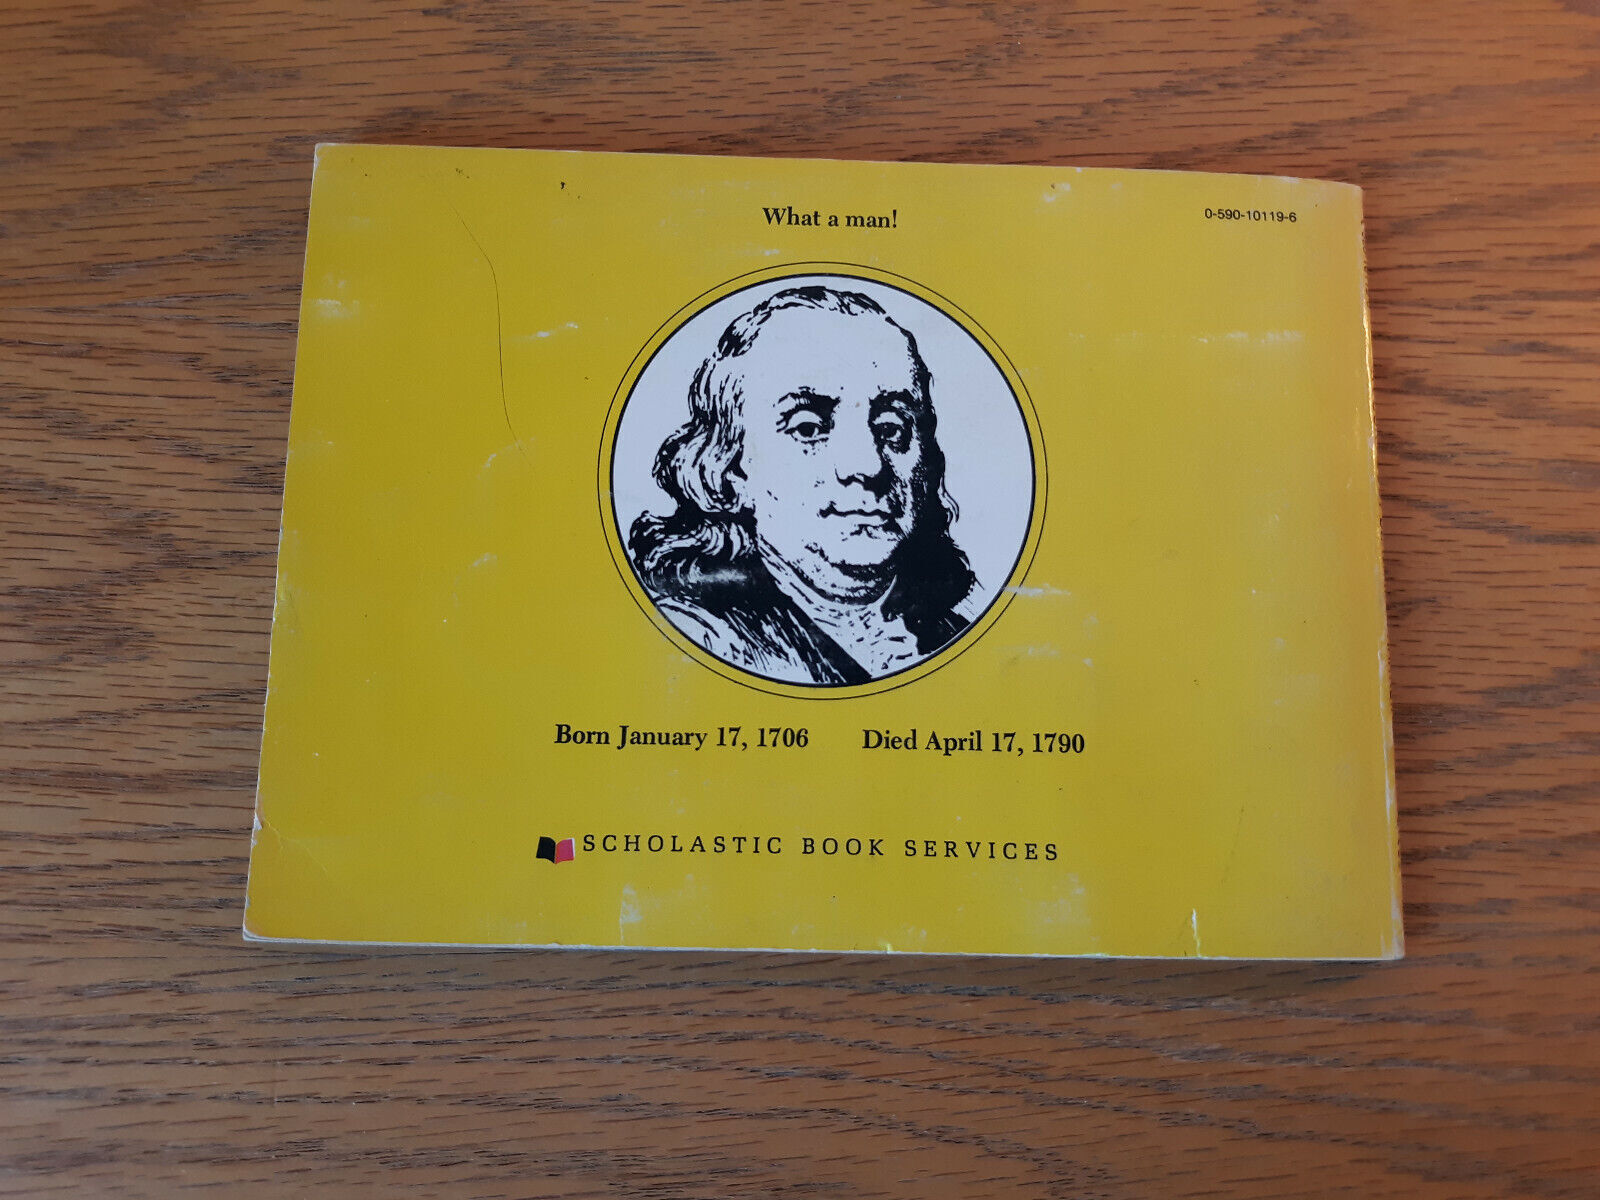 What a man!
0-590-10119-6
Born January 17, 1706 Died April 17, 1790
SCHOLASTIC BOOK SERVICES